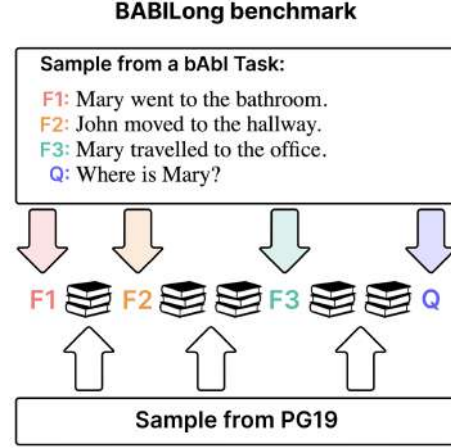 BABILong benchmark
Sample from a bAbI Task:
F1: Mary went to the bathroom.
F2: John moved to the hallway.
F3: Mary travelled to the office.
Q: Where is Mary?
F1 F2 F3 Q
Sample from PG19